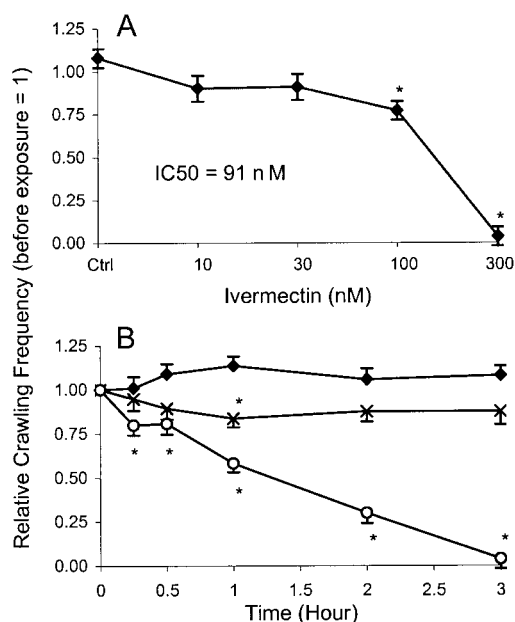 Relative Crawling Frequency (before exposure = 1)
A
1.25
1.00
0.75
0.50
0.25
0.00
*
*
IC50 = 91 nM
Ctrl 10 30 100 300
Ivermectin (nM)
B
1.25
1.00
0.75
0.50
0.25
0.00
*
* *
*
*
*
0 0.5 1 1.5 2 2.5 3
Time (Hour)